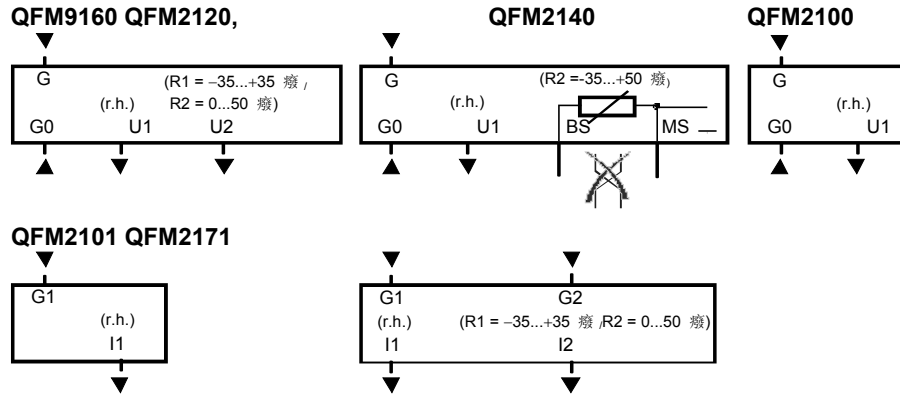 QFM9160 QFM2120,
QFM2140
QFM2100
G
(R1 = –35...+35 癈 /
(r.h.)
R2 = 0...50 癈)
G0
U1
U2
G
(R2 =-35...+50 癈)
(r.h.)
G0
U1
BS
MS
G
(r.h.)
G0
U1
QFM2101 QFM2171
G1
(r.h.)
I1
G1
G2
(r.h.)
(R1 = –35...+35 癈 /R2 = 0...50 癈)
I1
I2